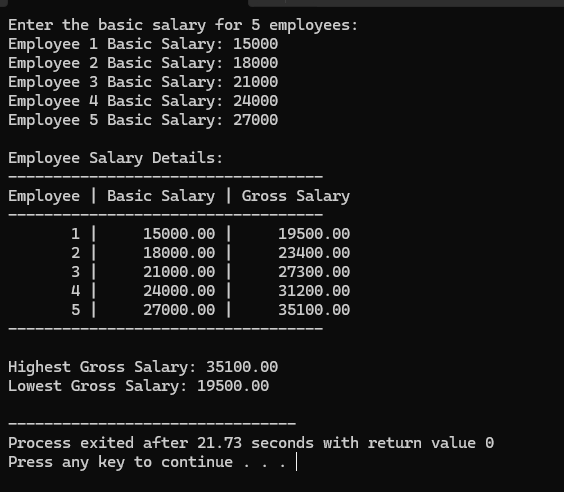 Enter the basic salary for 5 employees:
Employee 1 Basic Salary: 15000
Employee 2 Basic Salary: 18000
Employee 3 Basic Salary: 21000
Employee 4 Basic Salary: 24000
Employee 5 Basic Salary: 27000

Employee Salary Details:
-----------------------------------
Employee | Basic Salary | Gross Salary
-----------------------------------
       1 |     15000.00 |     19500.00
       2 |     18000.00 |     23400.00
       3 |     21000.00 |     27300.00
       4 |     24000.00 |     31200.00
       5 |     27000.00 |     35100.00
-----------------------------------

Highest Gross Salary: 35100.00
Lowest Gross Salary: 19500.00

--------------------------------
Process exited after 21.73 seconds with return value 0
Press any key to continue . . .